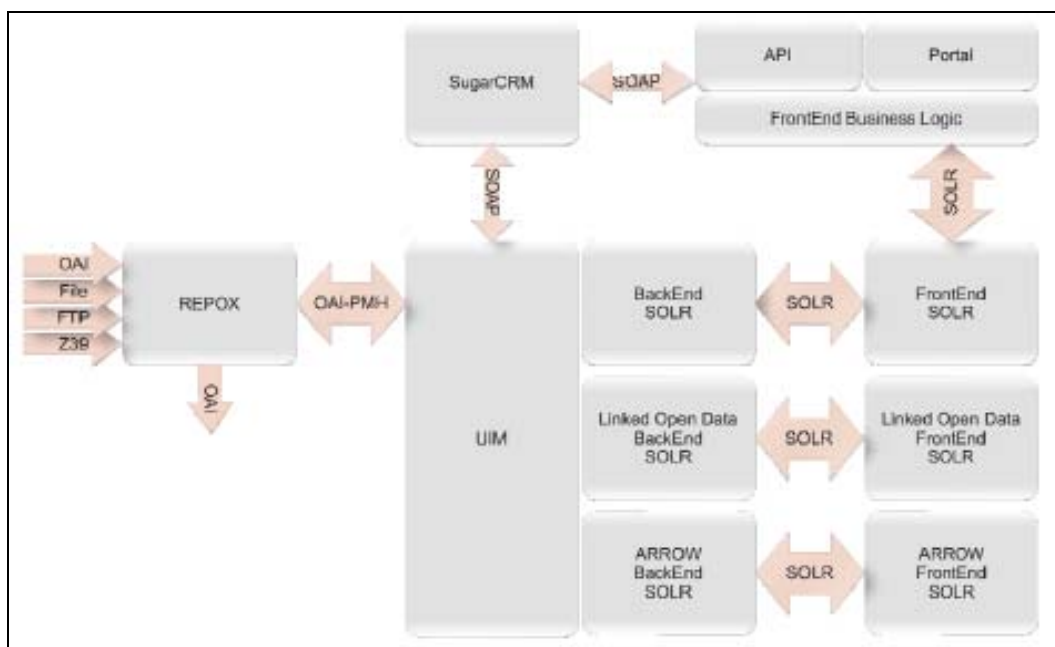 API
Portal
SugarCRM
SOAP
FrontEnd Business Logic
SOAP
SOLR
OAI
File
FTP
Z39
REPOX
OAI-PMH
OAI
UIM
BackEnd
SOLR
SOLR
FrontEnd
SOLR
Linked Open Data
BackEnd
SOLR
SOLR
Linked Open Data
FrontEnd
SOLR
ARROW
BackEnd
SOLR
SOLR
ARROW
FrontEnd
SOLR